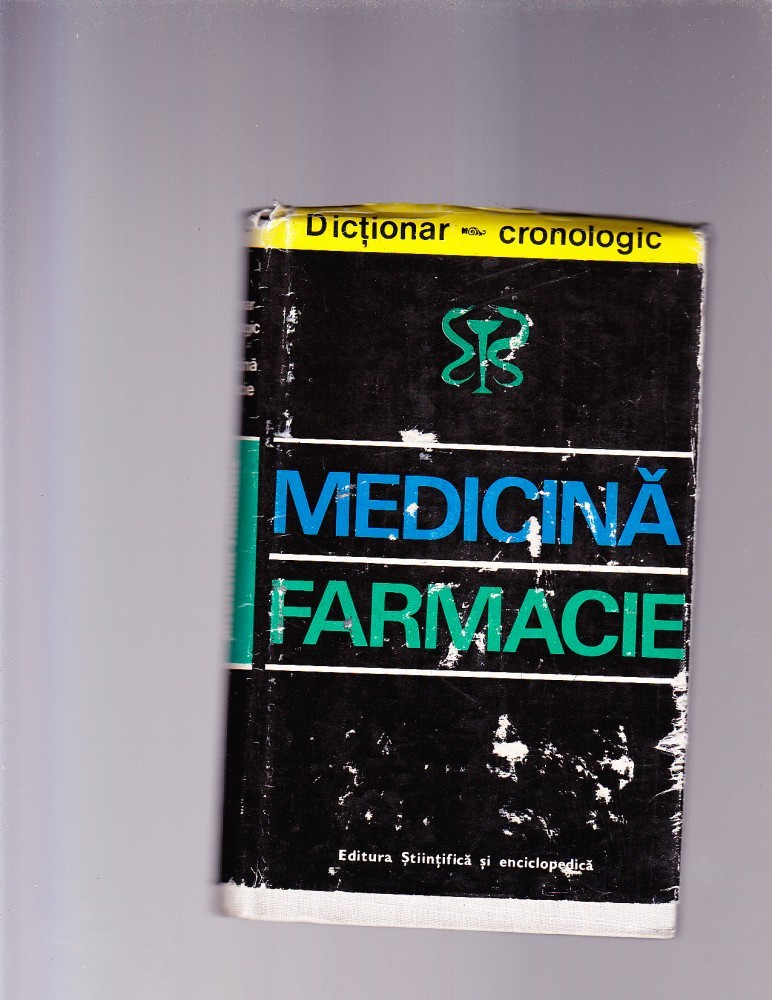 Dicționar cronologic
MEDICINĂ
FARMACIE
Editura Științifică și enciclopedică